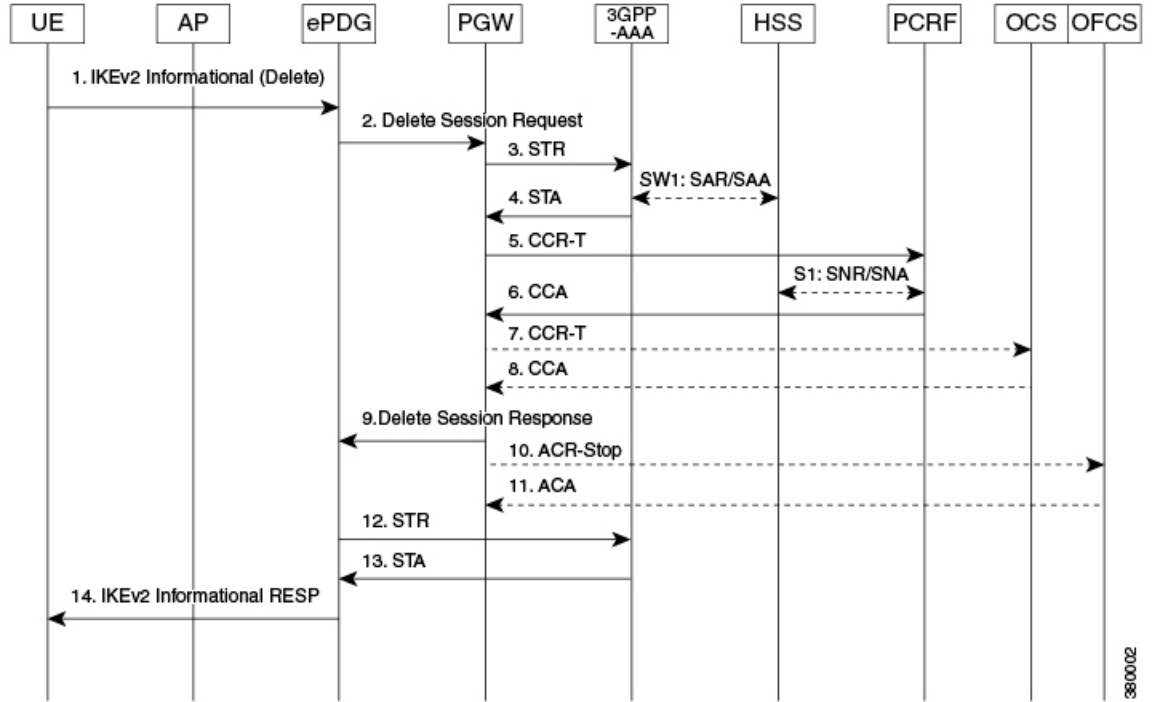 UE
AP
ePDG
PGW
3GPP
-AAA
HSS
PCRF
OCS
OFCS
1. IKEv2 Informational (Delete)
2. Delete Session Request
3. STR
SW1: SAR/SAA
4. STA
5. CCR-T
S1: SNR/SNA
6. CCA
7. CCR-T
8. CCA
9.Delete Session Response
10. ACR-Stop
11. ACA
12. STR
13. STA
14. IKEv2 Informational RESP
380002